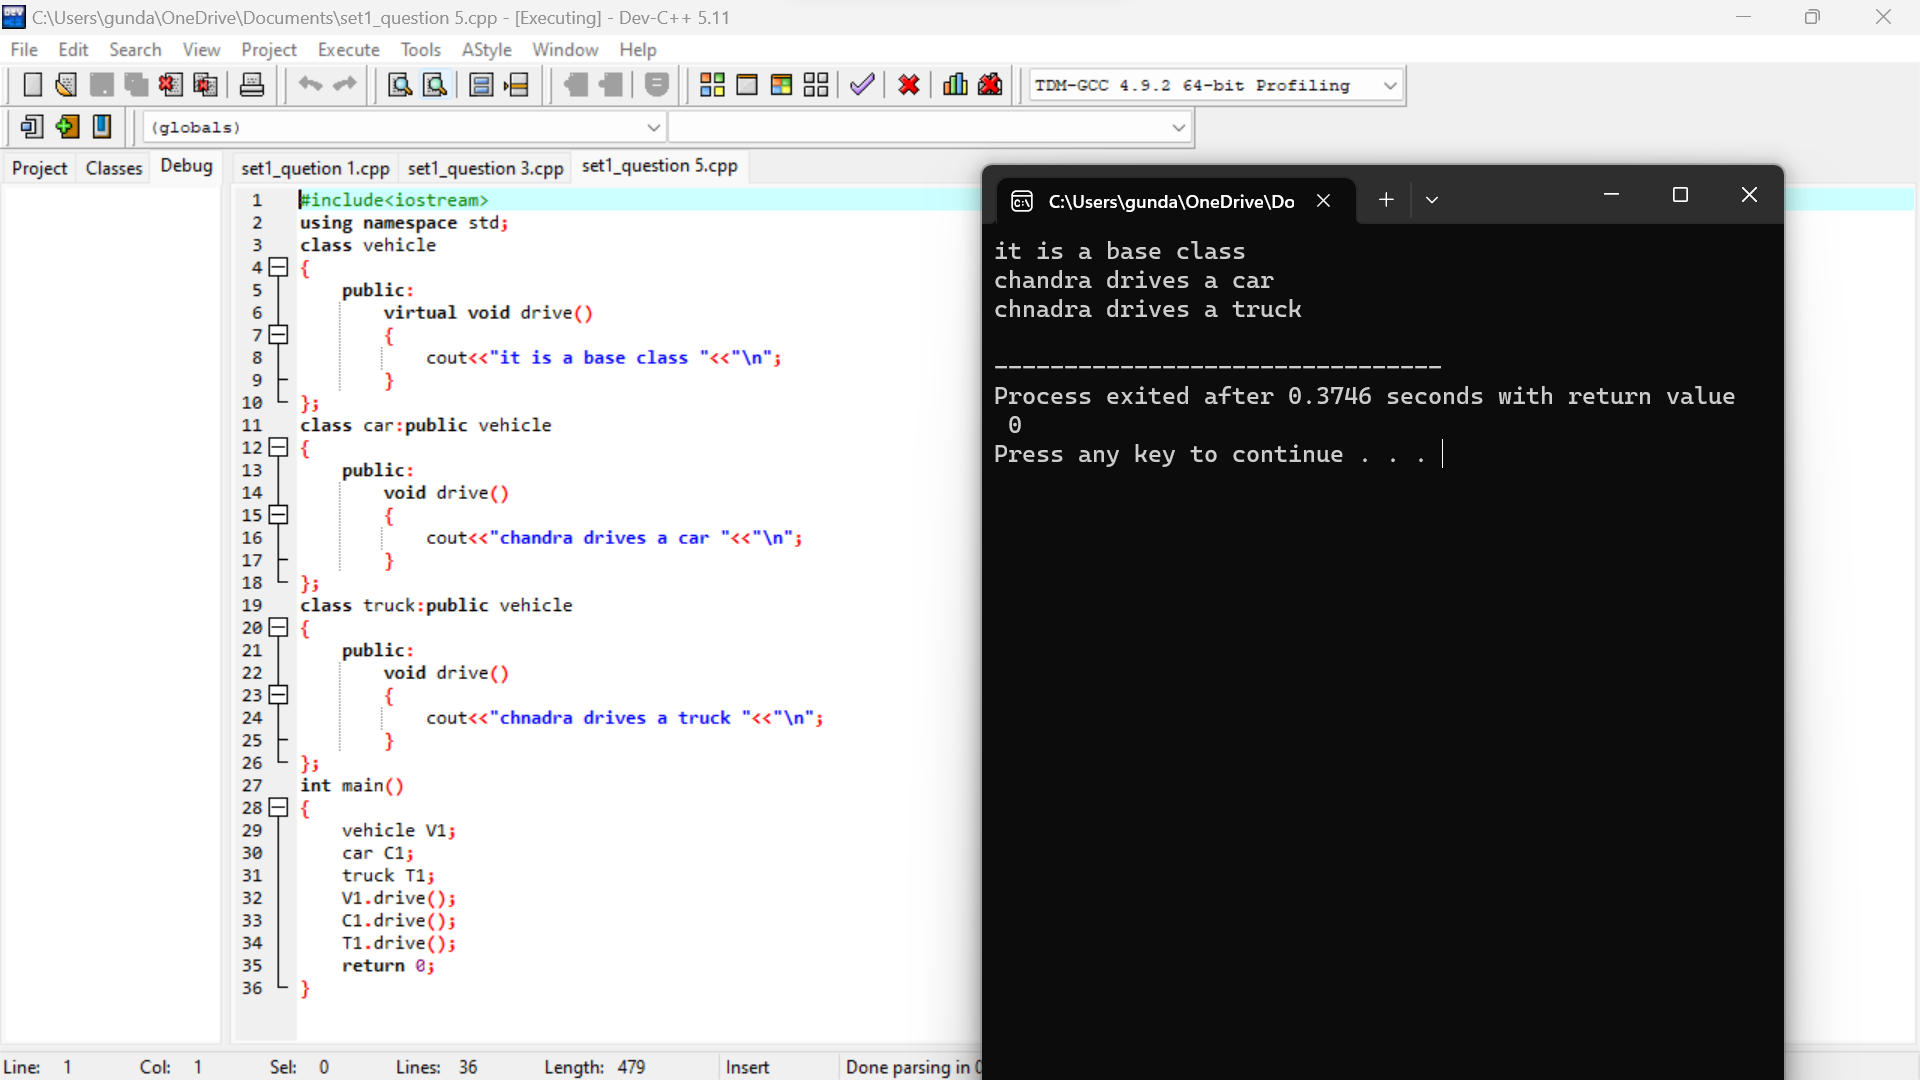 C:\Users\gunda\OneDrive\Documents\set1_question 5.cpp - [Executing] - Dev-C++ 5.11
File Edit Search View Project Execute Tools AStyle Window Help
TDM-GCC 4.9.2 64-bit Profiling
(globals)
Project Classes Debug
set1_quetion 1.cpp set1_question 3.cpp set1_question 5.cpp
1 #include<iostream>
2 using namespace std;
3 class vehicle
4 {
5 public:
6 virtual void drive()
7 {
8 cout<<"it is a base class "<<"\n";
9 }
10 };
11 class car:public vehicle
12 {
13 public:
14 void drive()
15 {
16 cout<<"chandra drives a car "<<"\n";
17 }
18 };
19 class truck:public vehicle
20 {
21 public:
22 void drive()
23 {
24 cout<<"chnadra drives a truck "<<"\n";
25 }
26 };
27 int main()
28 {
29 vehicle V1;
30 car C1;
31 truck T1;
32 V1.drive();
33 C1.drive();
34 T1.drive();
35 return 0;
36 }
C:\Users\gunda\OneDrive\Do
it is a base class
chandra drives a car
chnadra drives a truck
--------------------------------
Process exited after 0.3746 seconds with return value
0
Press any key to continue . . .
Line: 1 Col: 1 Sel: 0 Lines: 36 Length: 479 Insert Done parsing in 0